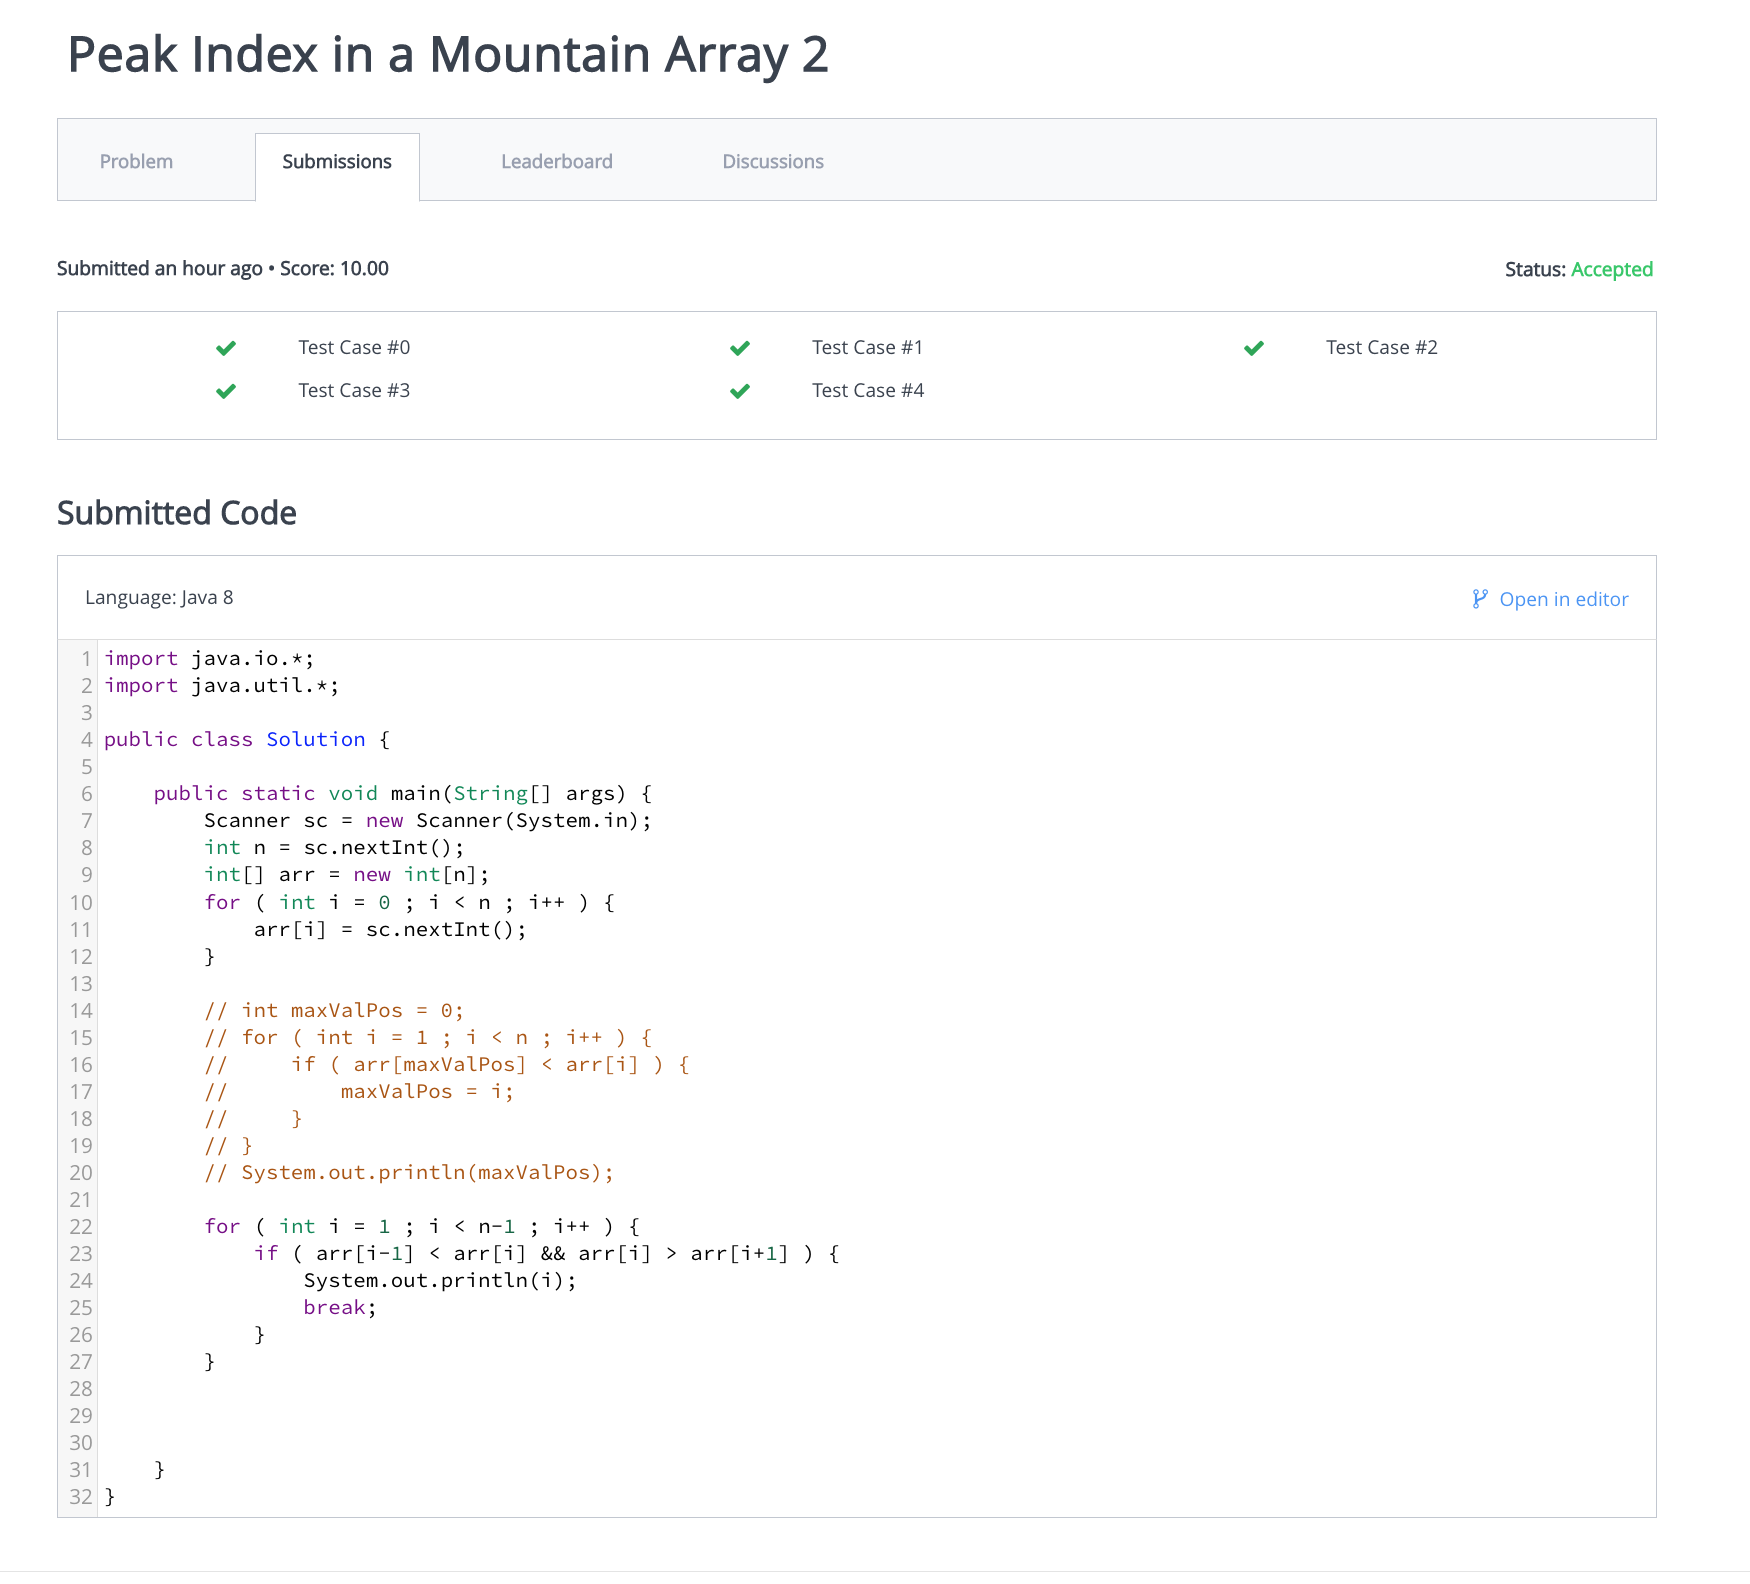 Peak Index in a Mountain Array 2
Problem Submissions Leaderboard Discussions
Submitted an hour ago • Score: 10.00 Status: Accepted
Test Case #0 Test Case #1 Test Case #2
Test Case #3 Test Case #4
Submitted Code
Language: Java 8 Open in editor
1 import java.io.*;
2 import java.util.*;
3
4 public class Solution {
5
6     public static void main(String[] args) {
7         Scanner sc = new Scanner(System.in);
8         int n = sc.nextInt();
9         int[] arr = new int[n];
10         for ( int i = 0 ; i < n ; i++ ) {
11             arr[i] = sc.nextInt();
12         }
13
14         // int maxValPos = 0;
15         // for ( int i = 1 ; i < n ; i++ ) {
16         //     if ( arr[maxValPos] < arr[i] ) {
17         //         maxValPos = i;
18         //     }
19         // }
20         // System.out.println(maxValPos);
21
22         for ( int i = 1 ; i < n-1 ; i++ ) {
23             if ( arr[i-1] < arr[i] && arr[i] > arr[i+1] ) {
24                 System.out.println(i);
25                 break;
26             }
27         }
28
29
30
31     }
32 }